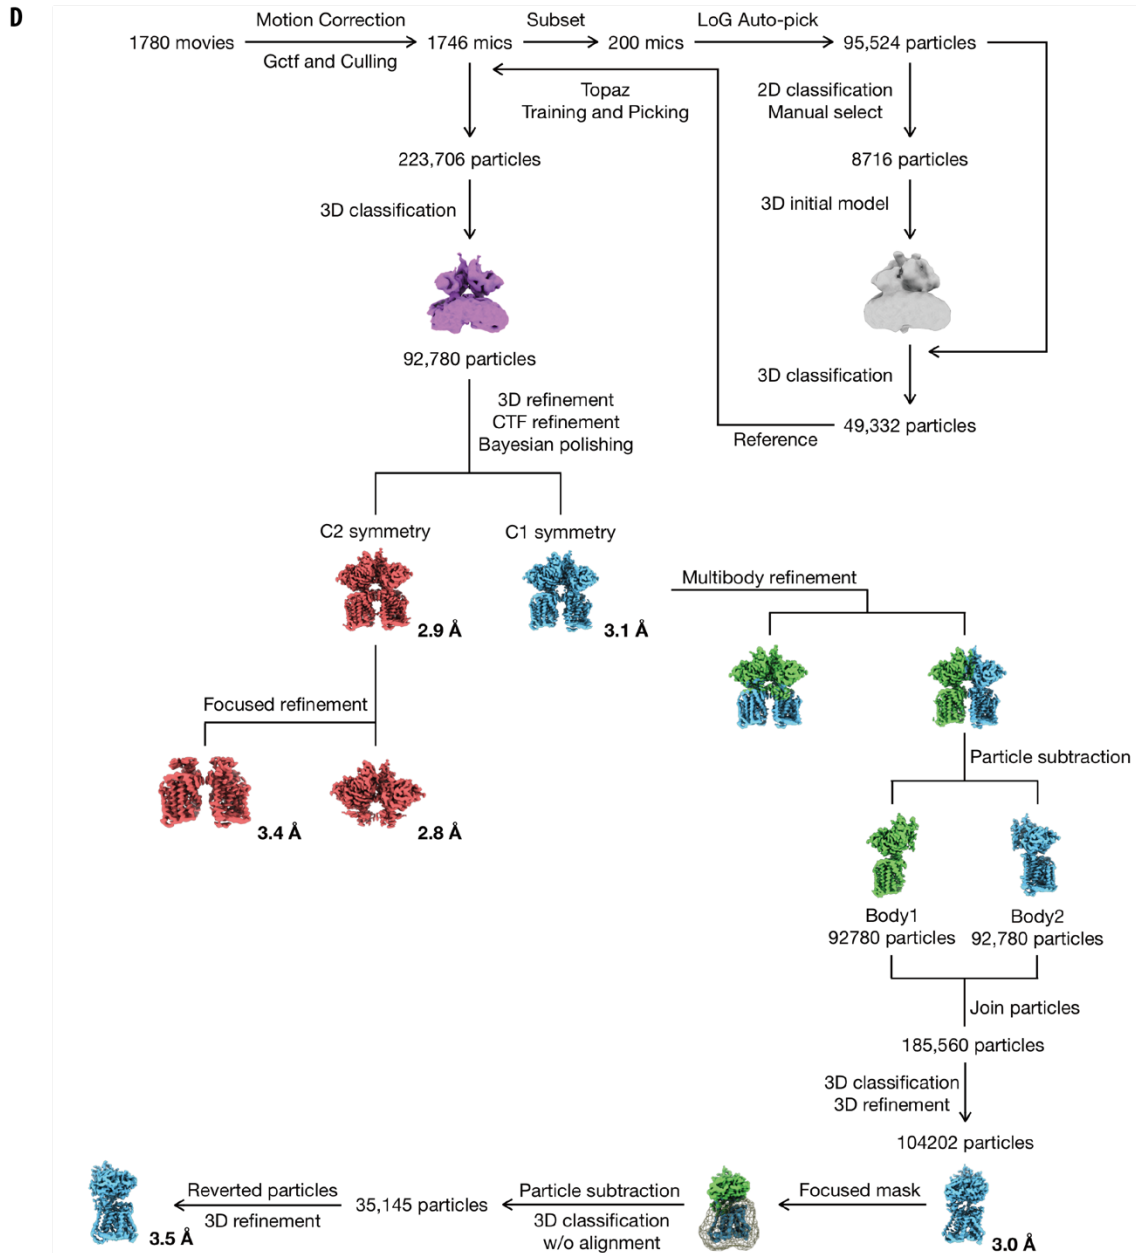 D
Motion Correction
Subset
LoG Auto-pick
1780 movies
1746 mics
200 mics
95,524 particles
Gctf and Culling
Topaz
Training and Picking
2D classification
Manual select
223,706 particles
8716 particles
3D classification
3D initial model
92,780 particles
3D classification
3D refinement
CTF refinement
Bayesian polishing
Reference
49,332 particles
C2 symmetry
C1 symmetry
Multibody refinement
2.9 Å
3.1 Å
Focused refinement
Particle subtraction
3.4 Å
2.8 Å
Body1
92780 particles
Body2
92,780 particles
Join particles
185,560 particles
3D classification
3D refinement
104202 particles
Reverted particles
3D refinement
35,145 particles
Particle subtraction
3D classification
w/o alignment
Focused mask
3.5 Å
3.0 Å